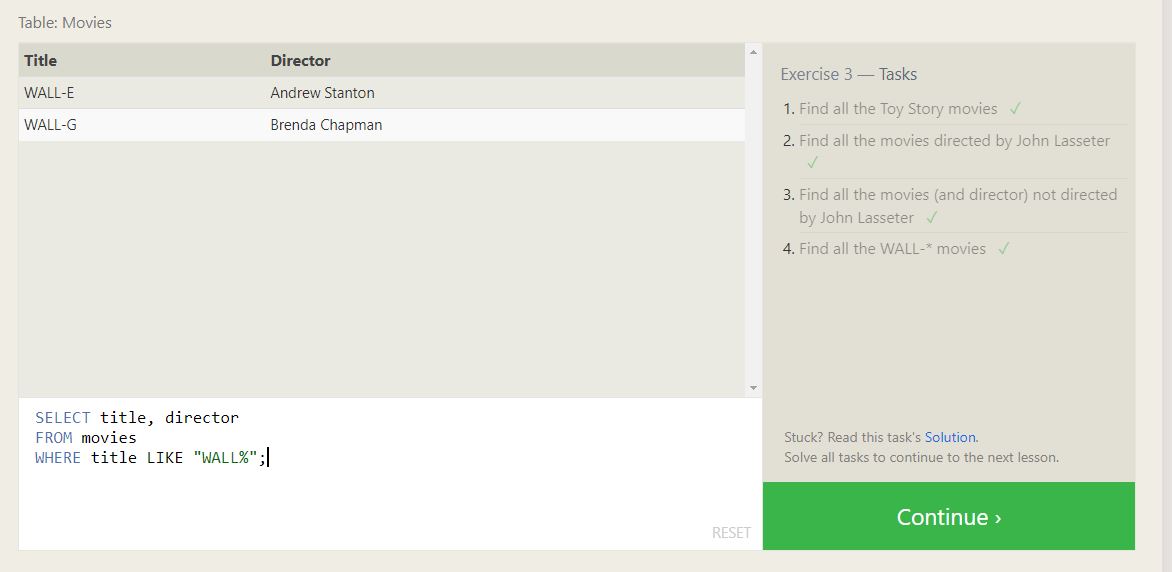 Table: Movies
Title Director
WALL-E Andrew Stanton
WALL-G Brenda Chapman
SELECT title, director
FROM movies
WHERE title LIKE "WALL%";
RESET
Exercise 3 — Tasks
1. Find all the Toy Story movies ✓
2. Find all the movies directed by John Lasseter
✓
3. Find all the movies (and director) not directed
by John Lasseter ✓
4. Find all the WALL-* movies ✓
Stuck? Read this task's Solution.
Solve all tasks to continue to the next lesson.
Continue ›